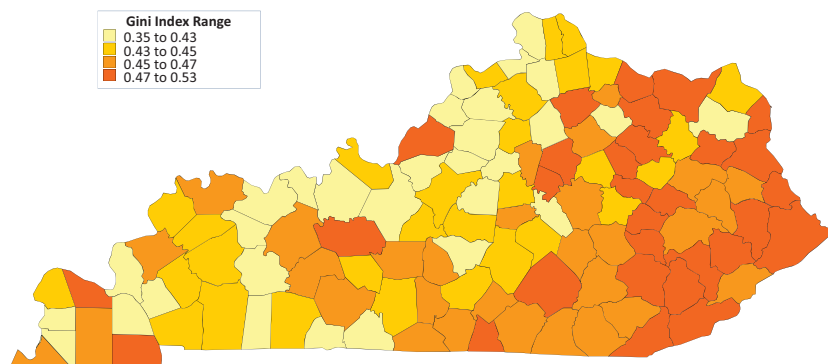 Gini Index Range
0.35 to 0.43
0.43 to 0.45
0.45 to 0.47
0.47 to 0.53